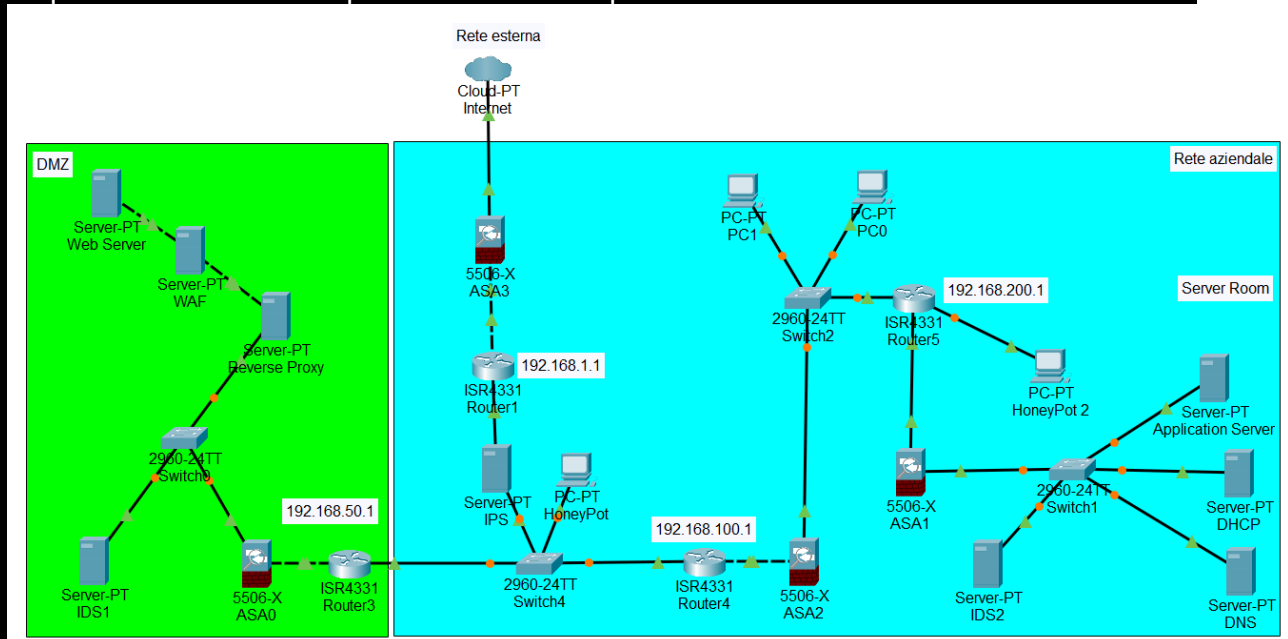 Rete esterna
Cloud-PT
Internet
DMZ
Rete aziendale
Server-PT
Web Server
Server-PT
WAF
Server-PT
Reverse Proxy
2960-24TT
Switch0
Server-PT
IDS1
5506-X
ASA0
192.168.50.1
ISR4331
Router3
5506-X
ASA3
192.168.1.1
ISR4331
Router1
Server-PT
IPS
PC-PT
HoneyPot
2960-24TT
Switch4
192.168.100.1
ISR4331
Router4
5506-X
ASA2
PC-PT
PC1
PC-PT
PC0
2960-24TT
Switch2
192.168.200.1
ISR4331
Router5
Server Room
PC-PT
HoneyPot 2
Server-PT
Application Server
5506-X
ASA1
2960-24TT
Switch1
Server-PT
DHCP
Server-PT
IDS2
Server-PT
DNS